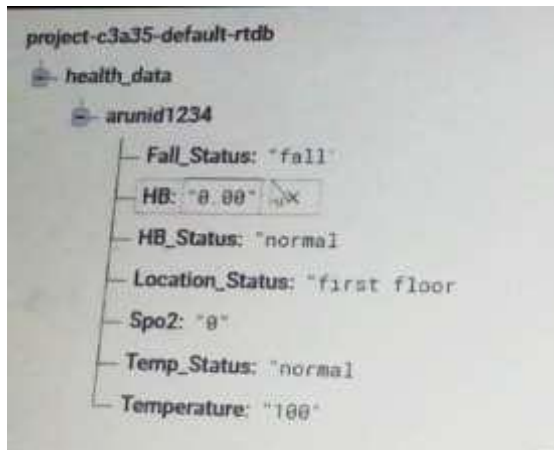 project-c3a35-default-rtdb
health_data
arunid1234
Fall_Status: "fall"
HB: "0.00" ×
HB_Status: "normal
Location_Status: "first floor
Spo2: "0"
Temp_Status: "normal
Temperature: "100"